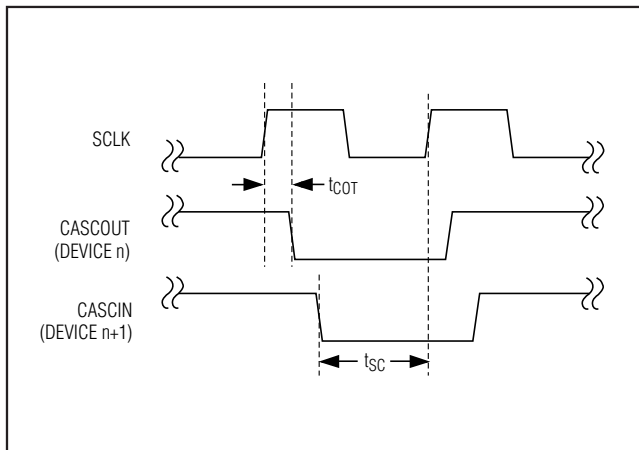 SCLK
tCOT
CASCOUT
(DEVICE n)
CASCIN
(DEVICE n+1)
tSC